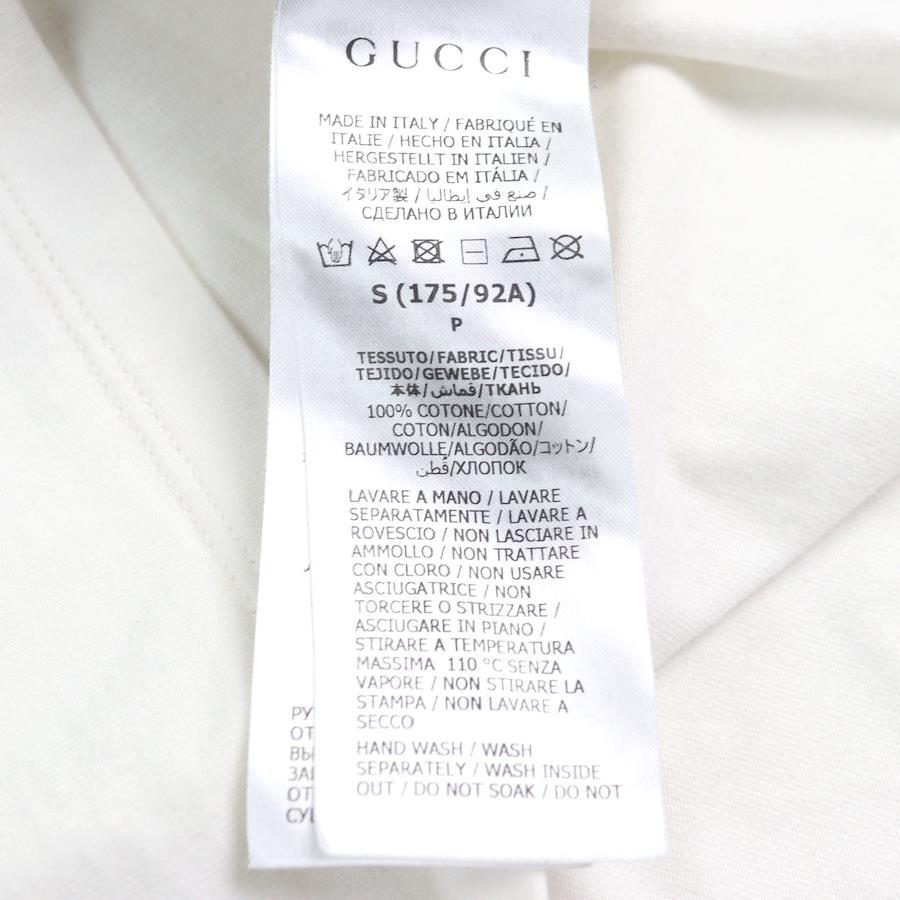 GUCCI
MADE IN ITALY / FABRIQUÉ EN
ITALIE / HECHO EN ITALIA /
HERGESTELLT IN ITALIEN /
FABRICADO EM ITÁLIA /
イタリア製 / صنع في إيطاليا /
СДЕЛАНО В ИТАЛИИ
S (175/92A)
P
TESSUTO/FABRIC/TISSU/
TEJIDO/GEWEBE/TECIDO/
本体/قماش/ТКАНЬ
100% COTONE/COTTON/
COTON/ALGODON/
BAUMWOLLE/ALGODÃO/コットン/
قُطن/ХЛОПОК
LAVARE A MANO / LAVARE
SEPARATAMENTE / LAVARE A
ROVESCIO / NON LASCIARE IN
AMMOLLO / NON TRATTARE
CON CLORO / NON USARE
ASCIUGATRICE / NON
TORCERE O STRIZZARE /
ASCIUGARE IN PIANO /
STIRARE A TEMPERATURA
MASSIMA 110 °C SENZA
VAPORE / NON STIRARE LA
STAMPA / NON LAVARE A
SECCO
HAND WASH / WASH
SEPARATELY / WASH INSIDE
OUT / DO NOT SOAK / DO NOT